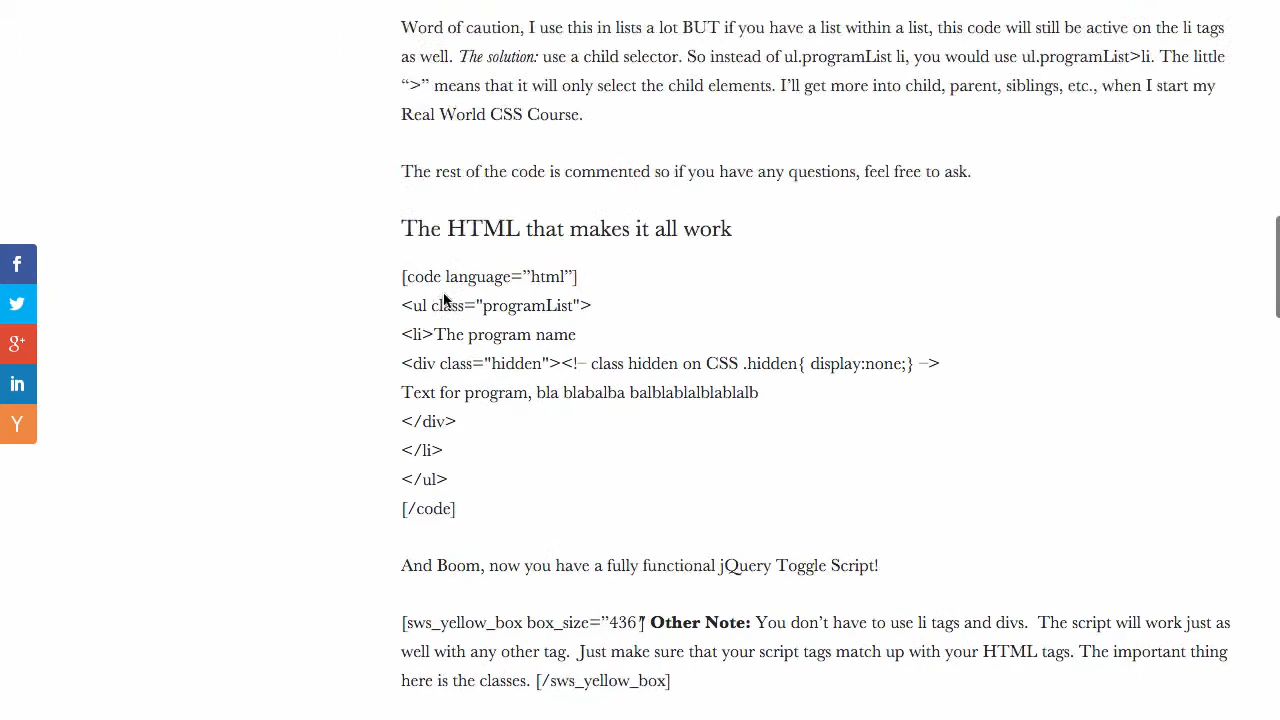 Word of caution, I use this in lists a lot BUT if you have a list within a list, this code will still be active on the li tags
as well. The solution: use a child selector. So instead of ul.programList li, you would use ul.programList>li. The little
“>” means that it will only select the child elements. I’ll get more into child, parent, siblings, etc., when I start my
Real World CSS Course.
The rest of the code is commented so if you have any questions, feel free to ask.
The HTML that makes it all work
[code language=”html”]
<ul class="programList">
<li>The program name
<div class="hidden"><!– class hidden on CSS .hidden{ display:none;} –>
Text for program, bla blabalba balblablalblablalb
</div>
</li>
</ul>
[/code]
And Boom, now you have a fully functional jQuery Toggle Script!
[sws_yellow_box box_size=”436″] Other Note: You don’t have to use li tags and divs.  The script will work just as
well with any other tag.  Just make sure that your script tags match up with your HTML tags. The important thing
here is the classes. [/sws_yellow_box]
f
g+
in
Y